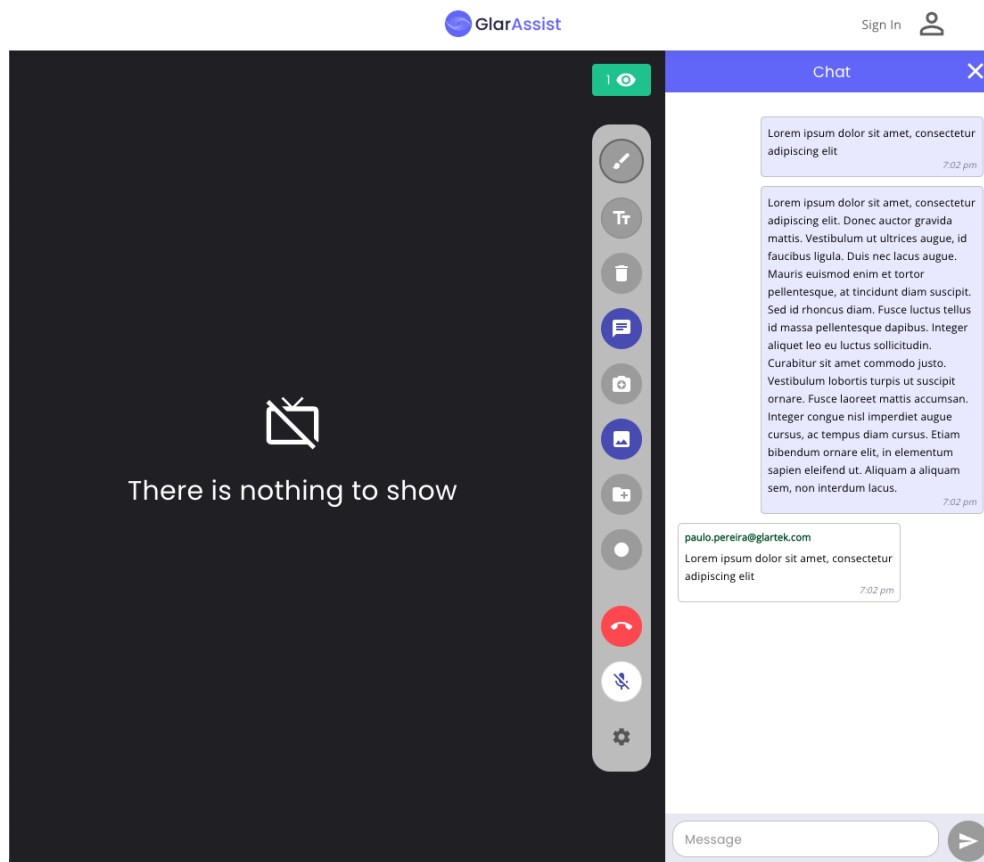 GlarAssist
Sign In
1
Chat
Lorem ipsum dolor sit amet, consectetur
adipiscing elit
7:02 pm
Lorem ipsum dolor sit amet, consectetur
adipiscing elit. Donec auctor gravida
mattis. Vestibulum ut ultrices augue, id
faucibus ligula. Duis nec lacus augue.
Mauris euismod enim et tortor
pellentesque, at tincidunt diam suscipit.
Sed id rhoncus diam. Fusce luctus tellus
id massa pellentesque dapibus. Integer
aliquet leo eu luctus sollicitudin.
Curabitur sit amet commodo justo.
Vestibulum lobortis turpis ut suscipit
ornare. Fusce laoreet mattis accumsan.
Integer congue nisl imperdiet augue
cursus, ac tempus diam cursus. Etiam
bibendum ornare elit, in elementum
sapien eleifend ut. Aliquam a aliquam
sem, non interdum lacus.
7:02 pm
paulo.pereira@glartek.com
Lorem ipsum dolor sit amet, consectetur
adipiscing elit
7:02 pm
Tт
There is nothing to show
Message